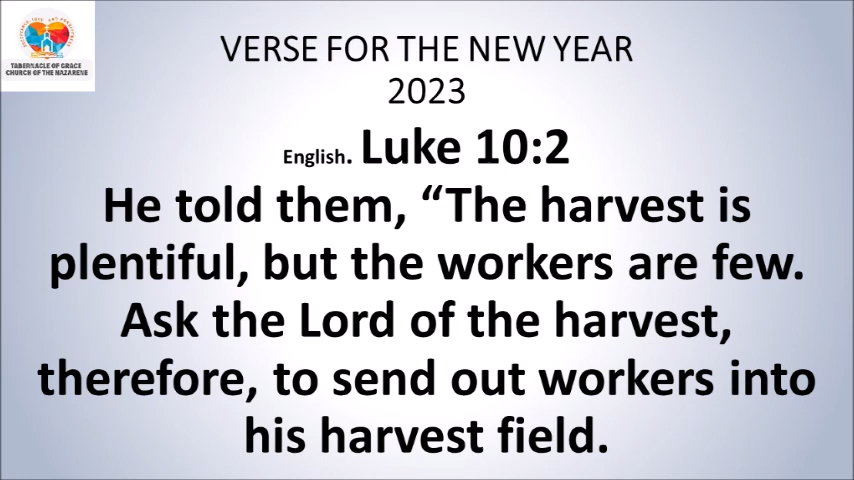 TABERNACLE OF GRACE
CHURCH OF THE NAZARENE
VERSE FOR THE NEW YEAR
2023
English. Luke 10:2
He told them, “The harvest is
plentiful, but the workers are few.
Ask the Lord of the harvest,
therefore, to send out workers into
his harvest field.